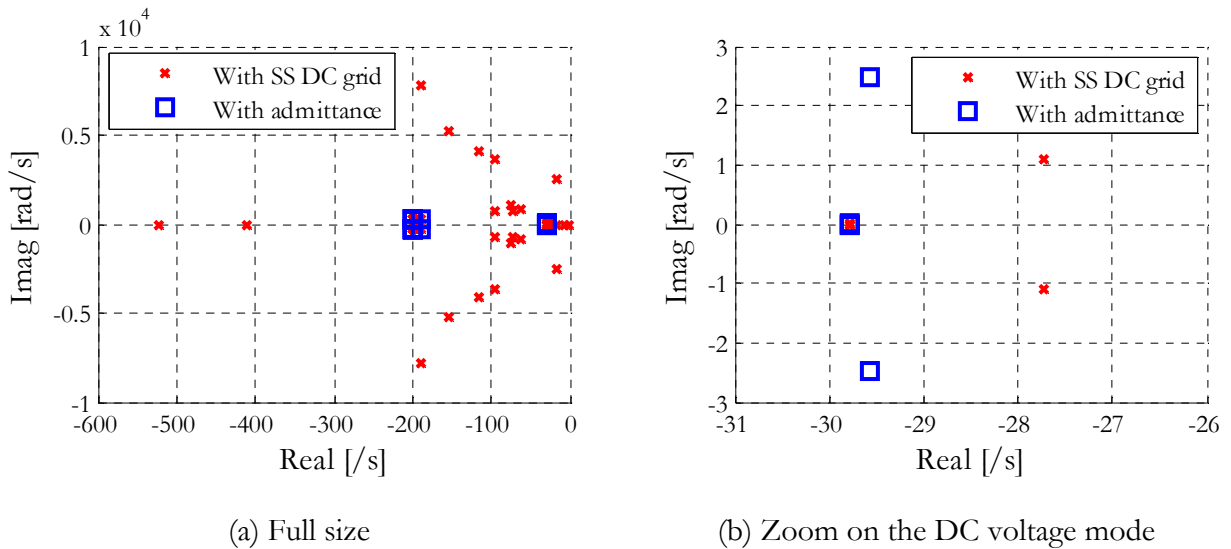 x 10^4
1
0.5
0
-0.5
-1
Imag [rad/s]
With SS DC grid
With admittance
-600 -500 -400 -300 -200 -100 0
Real [/s]
(a) Full size
3
2
1
0
-1
-2
-3
Imag [rad/s]
With SS DC grid
With admittance
-31 -30 -29 -28 -27 -26
Real [/s]
(b) Zoom on the DC voltage mode